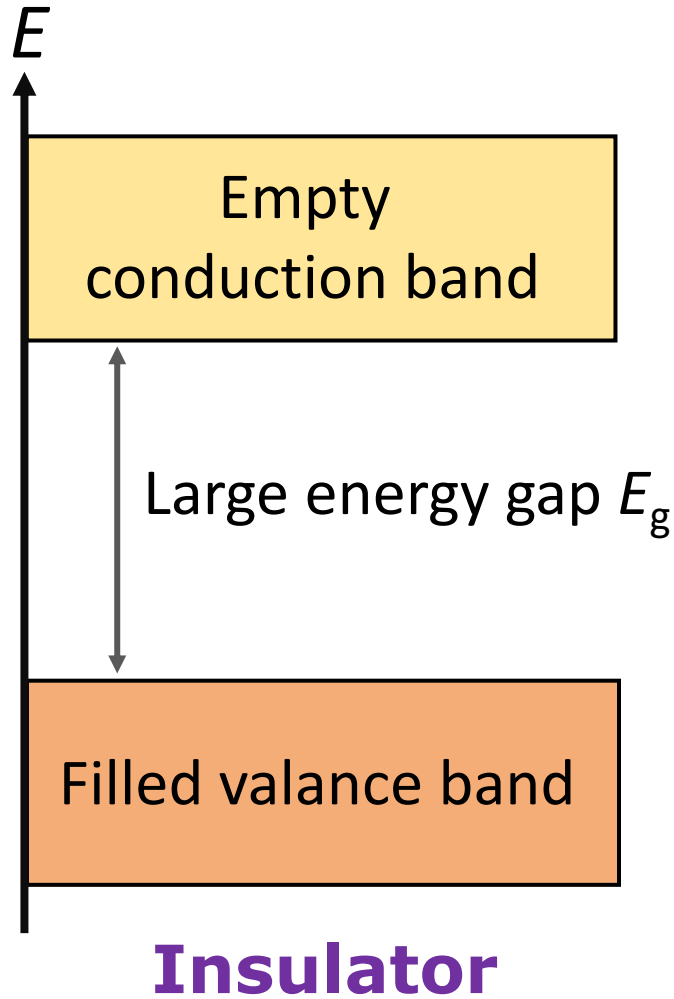 E
Empty
conduction band
Large energy gap Eg
Filled valance band
Insulator